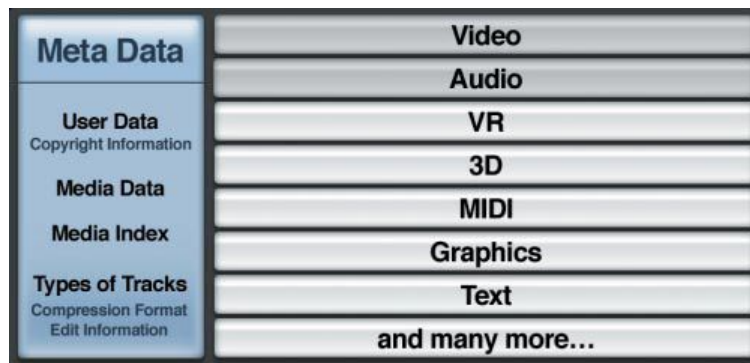 Meta Data
User Data
Copyright Information
Media Data
Media Index
Types of Tracks
Compression Format
Edit Information
Video
Audio
VR
3D
MIDI
Graphics
Text
and many more...